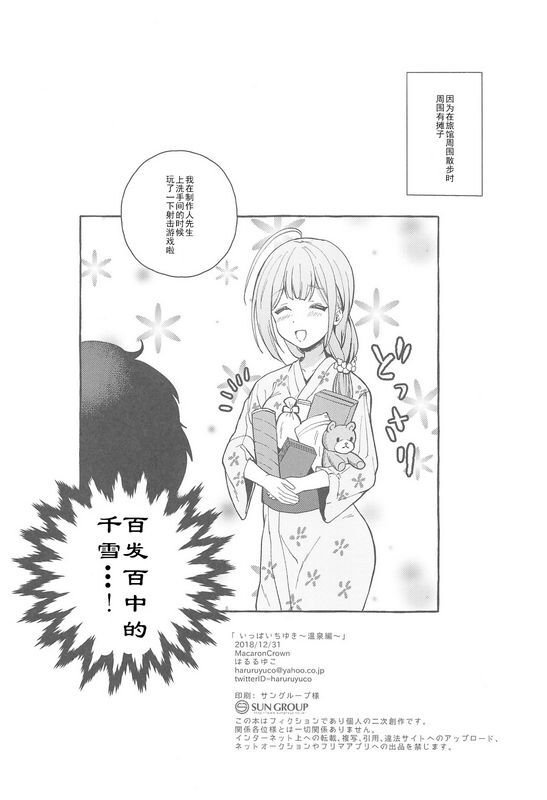 因为在旅馆周围散步时
周围有摊子
我在制作人先生
上洗手间的时候
玩了一下射击游戏啦
どっさり
百发百中的
千雪…！
「いっぱいちゆき～温泉編～」
2018/12/31
MacaronCrown
はるるゆこ
haruruyuco@yahoo.co.jp
twitterID=haruruyuco
印刷: サングループ様
SUN GROUP
この本はフィクションであり個人の二次創作です。
関係各位様とは一切関係ありません。
インターネット上への転載、複写、引用、違法サイトへのアップロード、
ネットオークションやフリマアプリへの出品を禁じます。